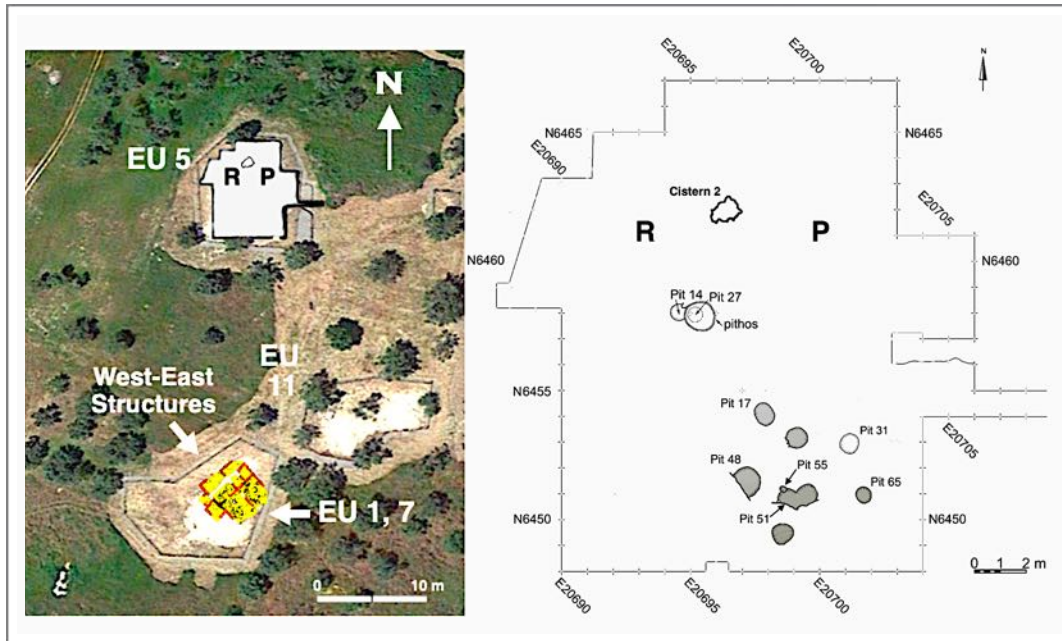 N
EU 5
R P
EU
11
West-East
Structures
EU 1, 7
0 10 m
E20695
E20700
N
N6465
N6465
E20690
Cistern 2
E20705
R
P
N6460
N6460
Pit 14
Pit 27
pithos
N6455
Pit 17
Pit 31
E20705
Pit 48
Pit 55
Pit 65
Pit 51
N6450
N6450
0 1 2 m
E20690
E20695
E20700